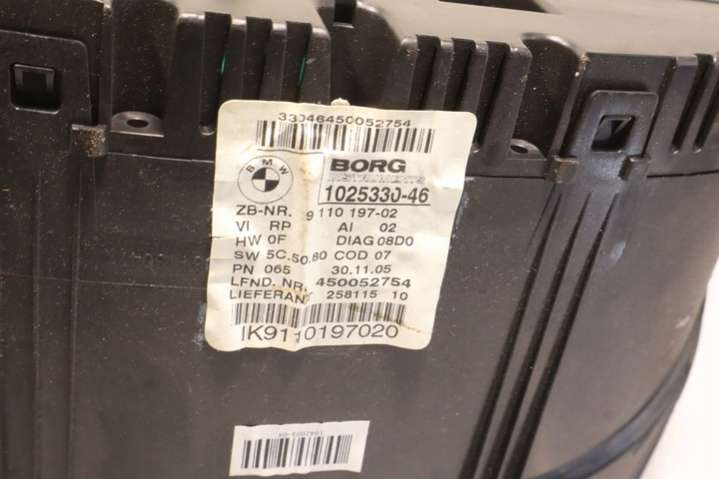 33046450052754
BMW
BORG
INSTRUMENTS
1025330-46
ZB-NR. 9 110 197-02
VI RP AI 02
HW 0F DIAG 08D0
SW 5C.50.80 COD 07
PN 065 30.11.05
LFND. NR. 450052754
LIEFERANT 258115 10
IK9110197020